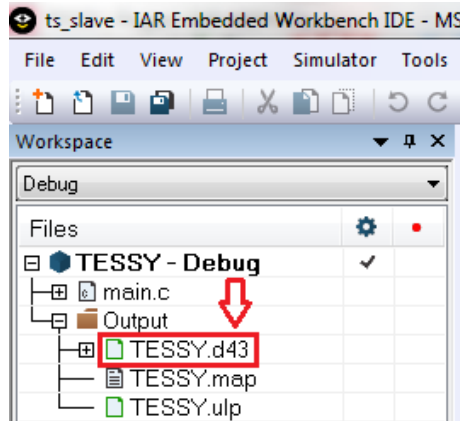 ts_slave - IAR Embedded Workbench IDE - MS
File Edit View Project Simulator Tools
Workspace
Debug
Files
TESSY - Debug
main.c
Output
TESSY.d43
TESSY.map
TESSY.ulp